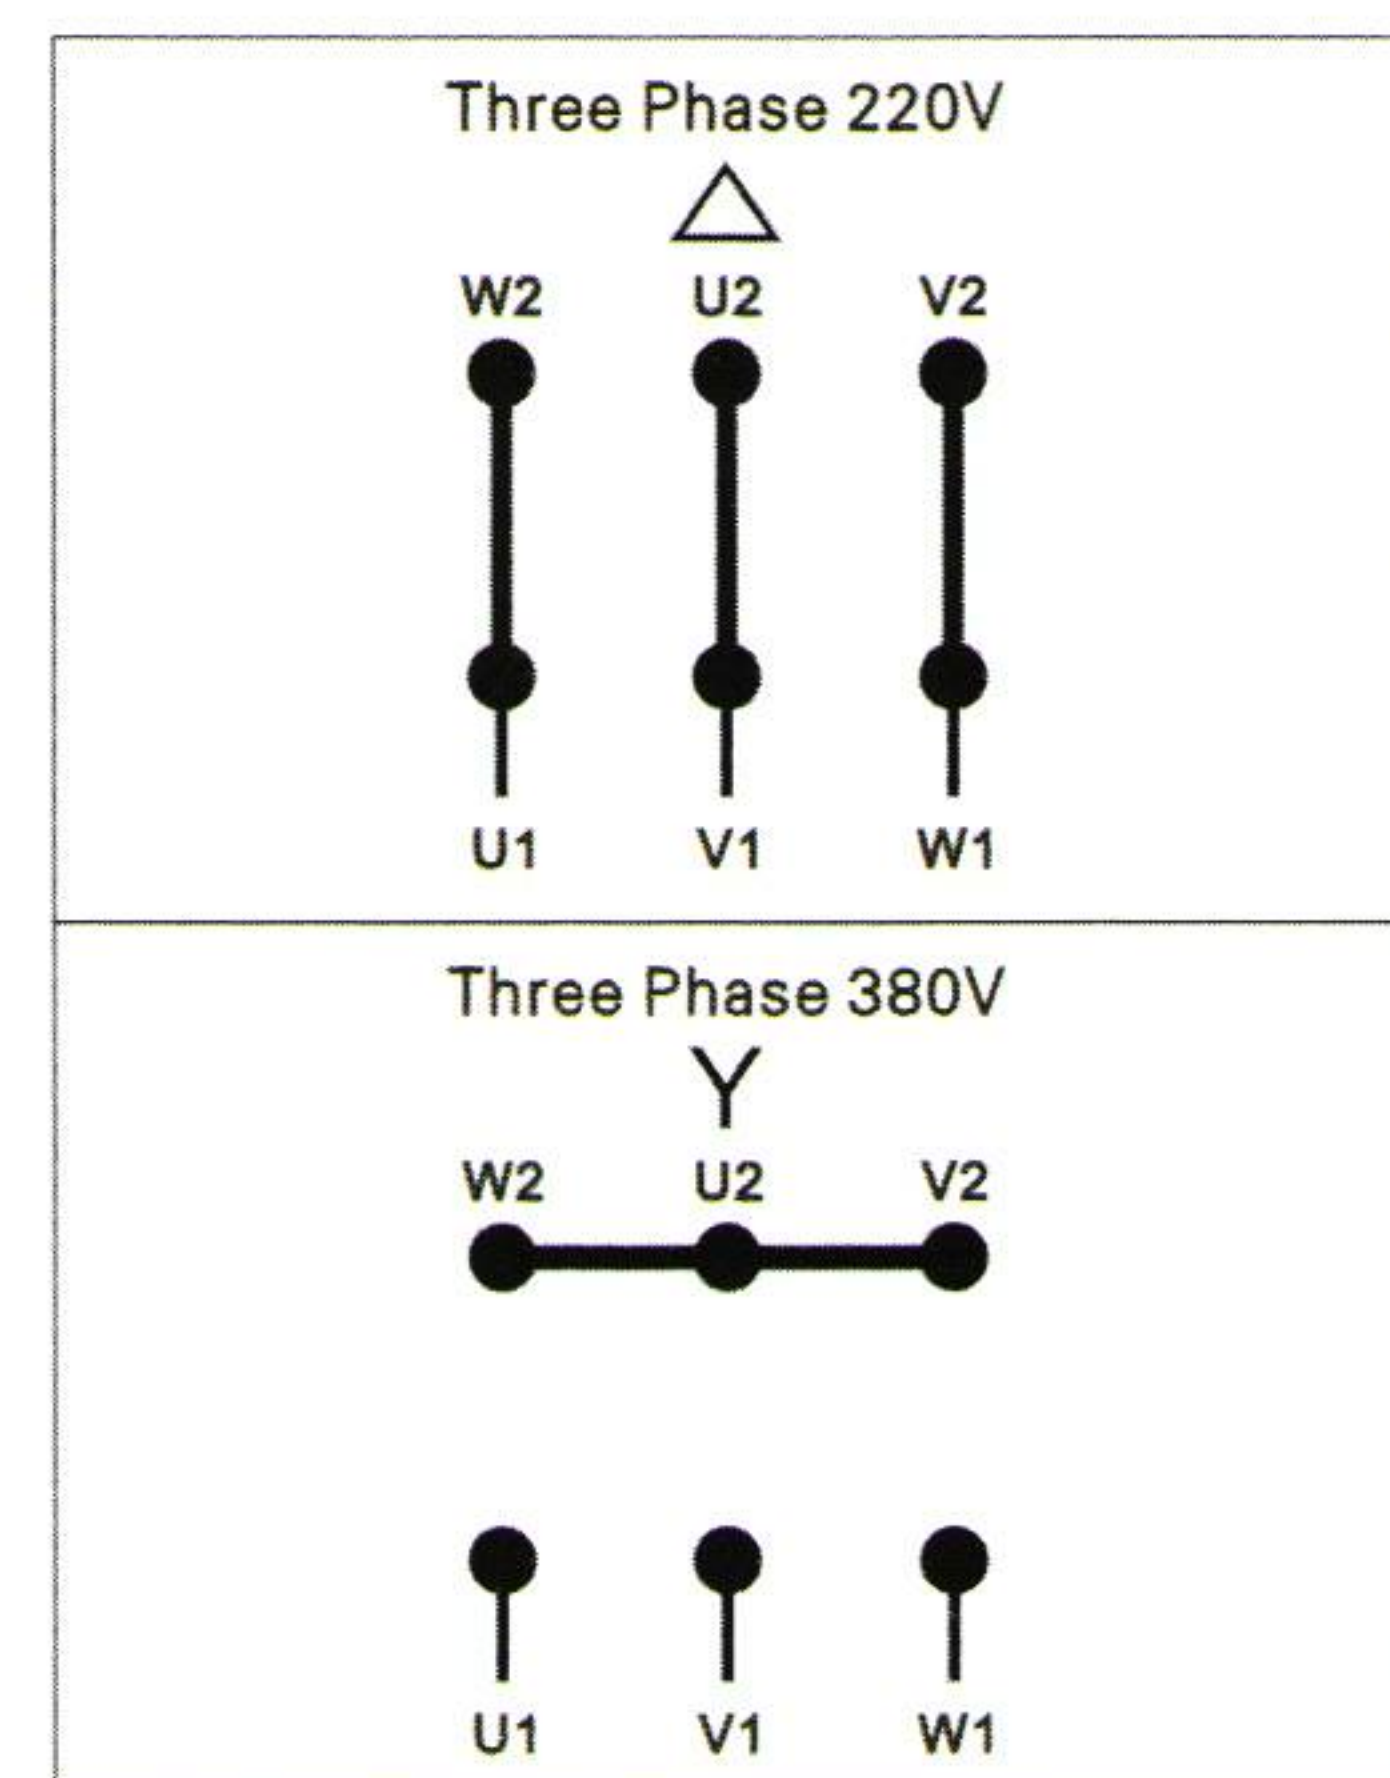 Three Phase 220V
△
W2 U2 V2
U1 V1 W1
Three Phase 380V
Y
W2 U2 V2
U1 V1 W1